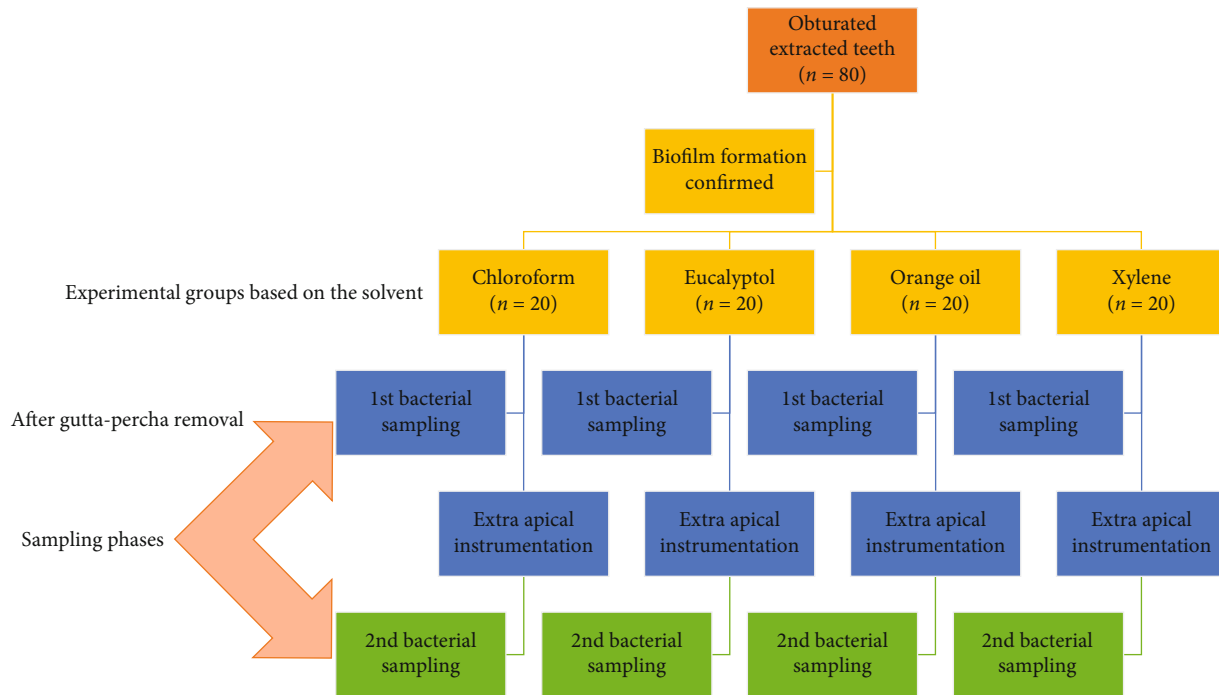 Obturated
extracted teeth
(n = 80)
Biofilm formation
confirmed
Experimental groups based on the solvent
Chloroform
(n = 20)
Eucalyptol
(n = 20)
Orange oil
(n = 20)
Xylene
(n = 20)
After gutta-percha removal
1st bacterial
sampling
1st bacterial
sampling
1st bacterial
sampling
1st bacterial
sampling
Sampling phases
Extra apical
instrumentation
Extra apical
instrumentation
Extra apical
instrumentation
Extra apical
instrumentation
2nd bacterial
sampling
2nd bacterial
sampling
2nd bacterial
sampling
2nd bacterial
sampling